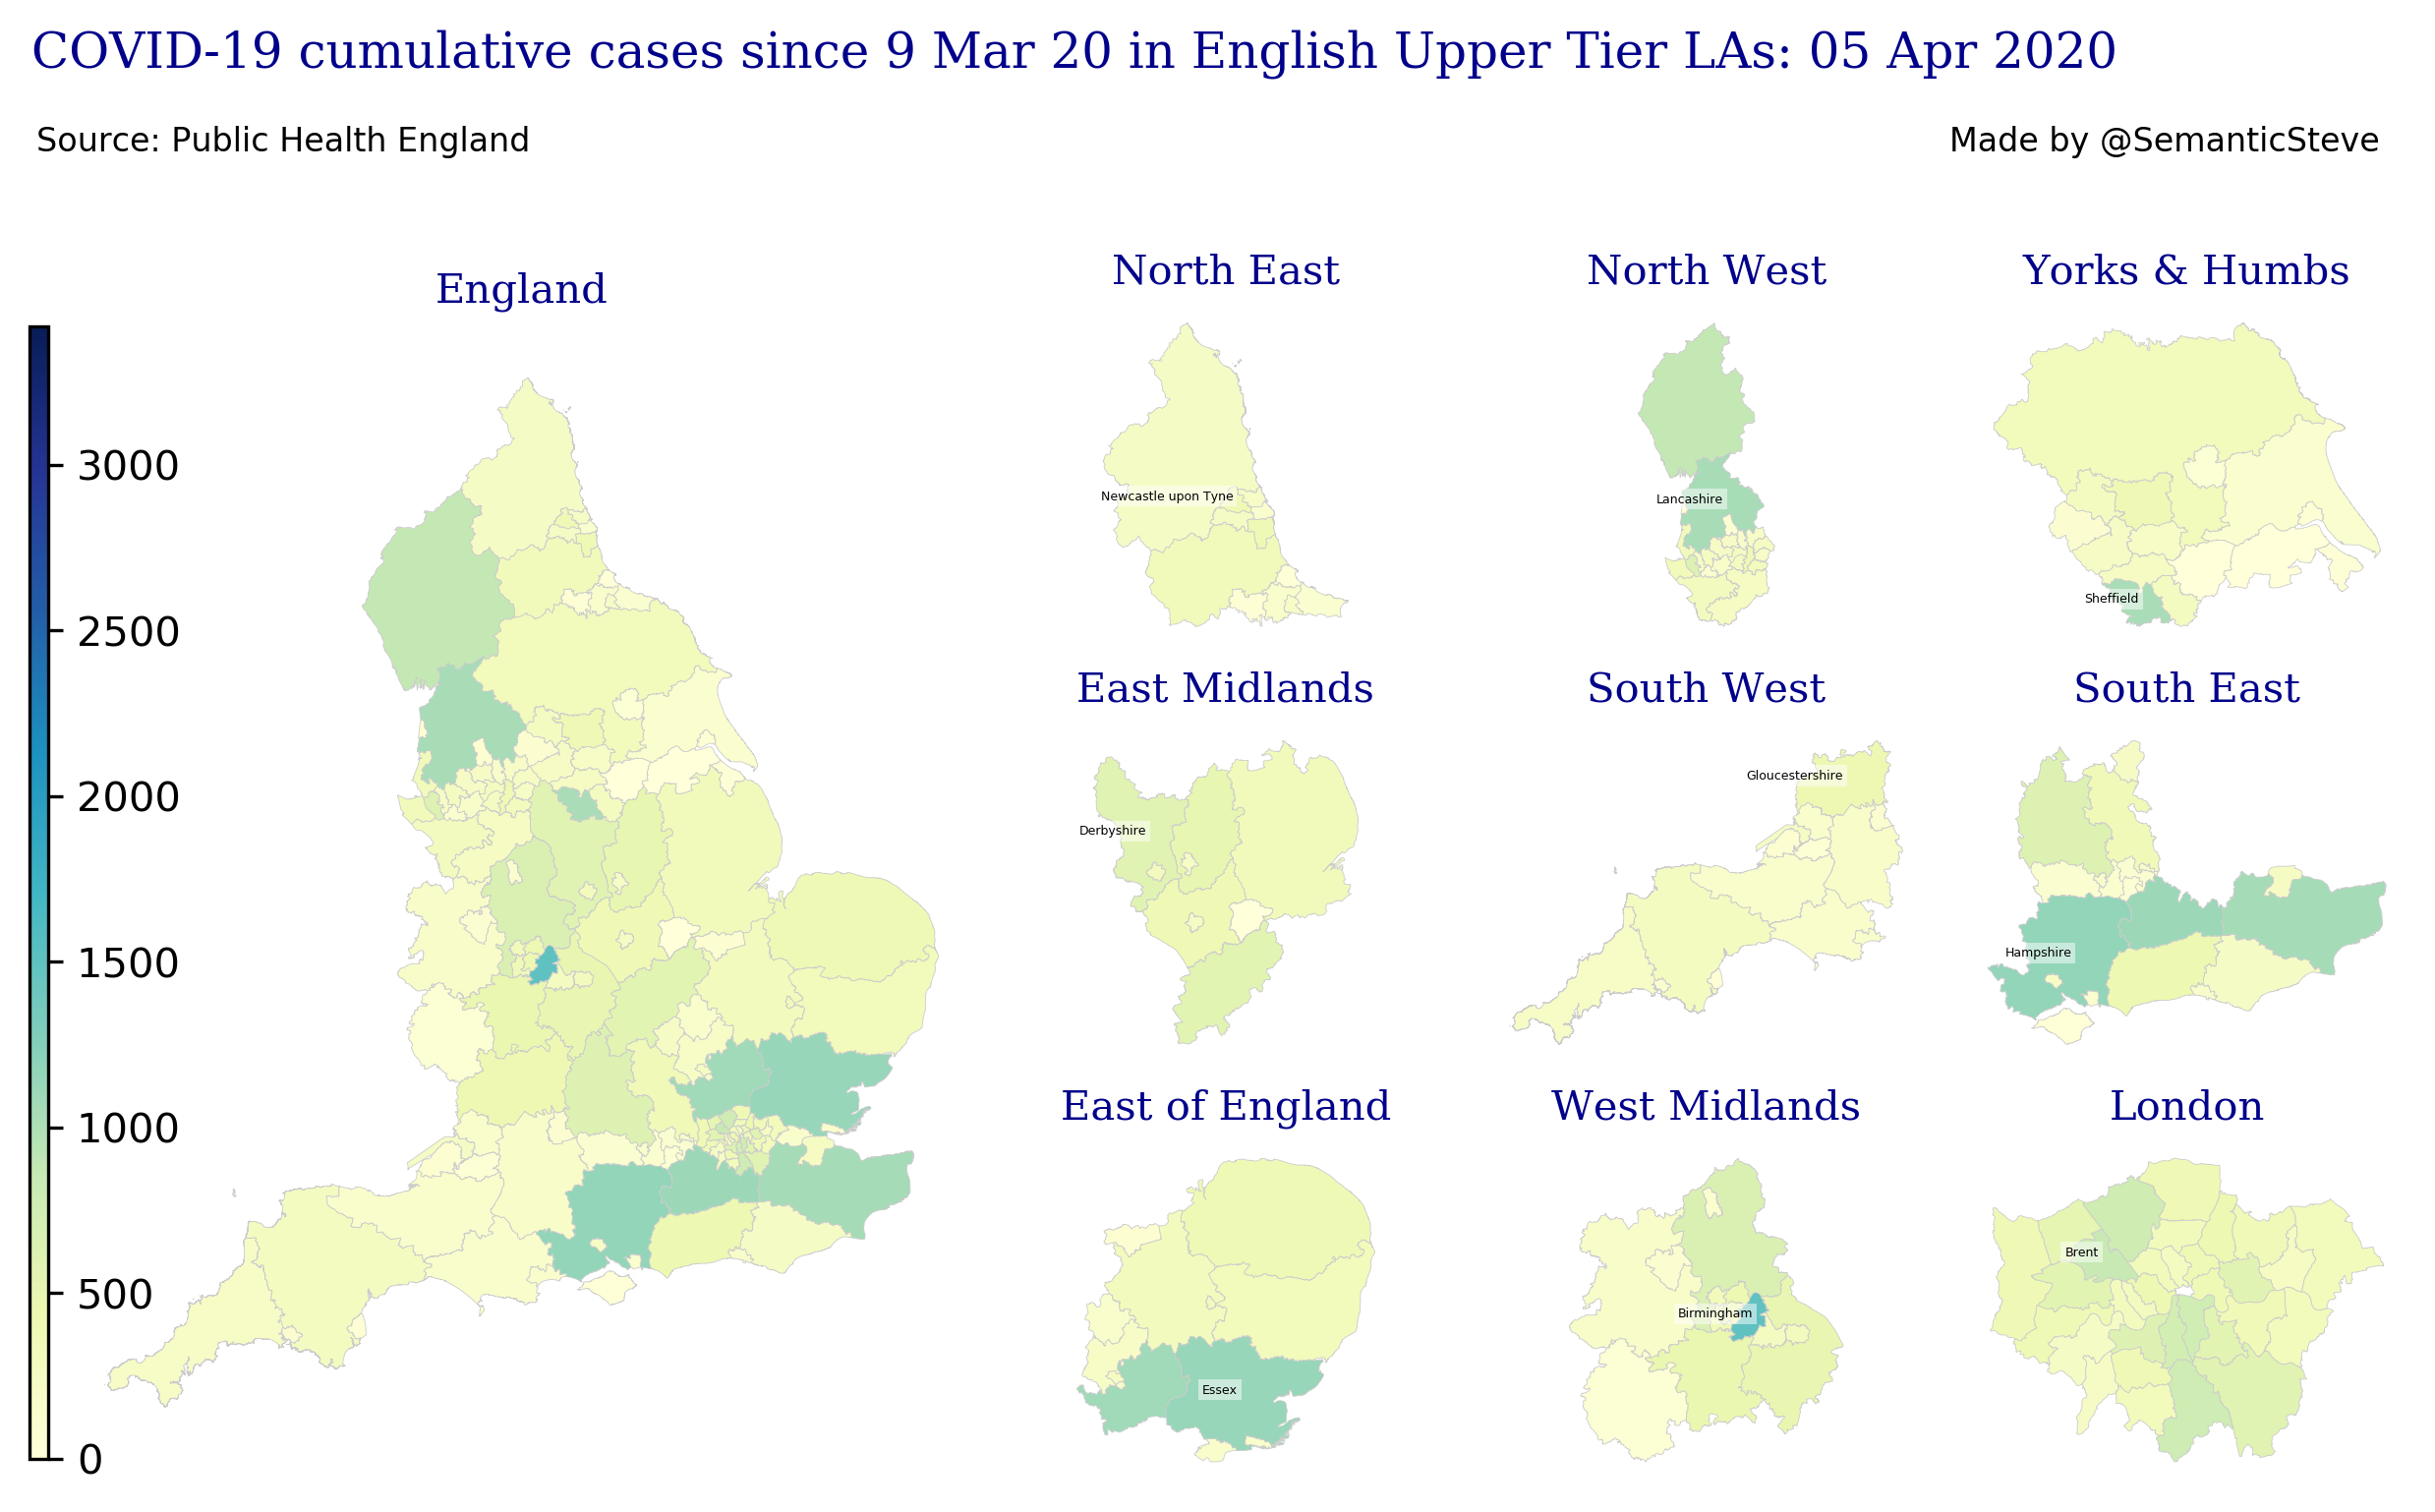 COVID-19 cumulative cases since 9 Mar 20 in English Upper Tier LAs: 05 Apr 2020
Source: Public Health England
Made by @SemanticSteve
England
3000
2500
2000
1500
1000
500
0
North East
Newcastle upon Tyne
North West
Lancashire
Yorks & Humbs
Sheffield
East Midlands
Derbyshire
South West
Gloucestershire
South East
Hampshire
East of England
Essex
West Midlands
Birmingham
London
Brent